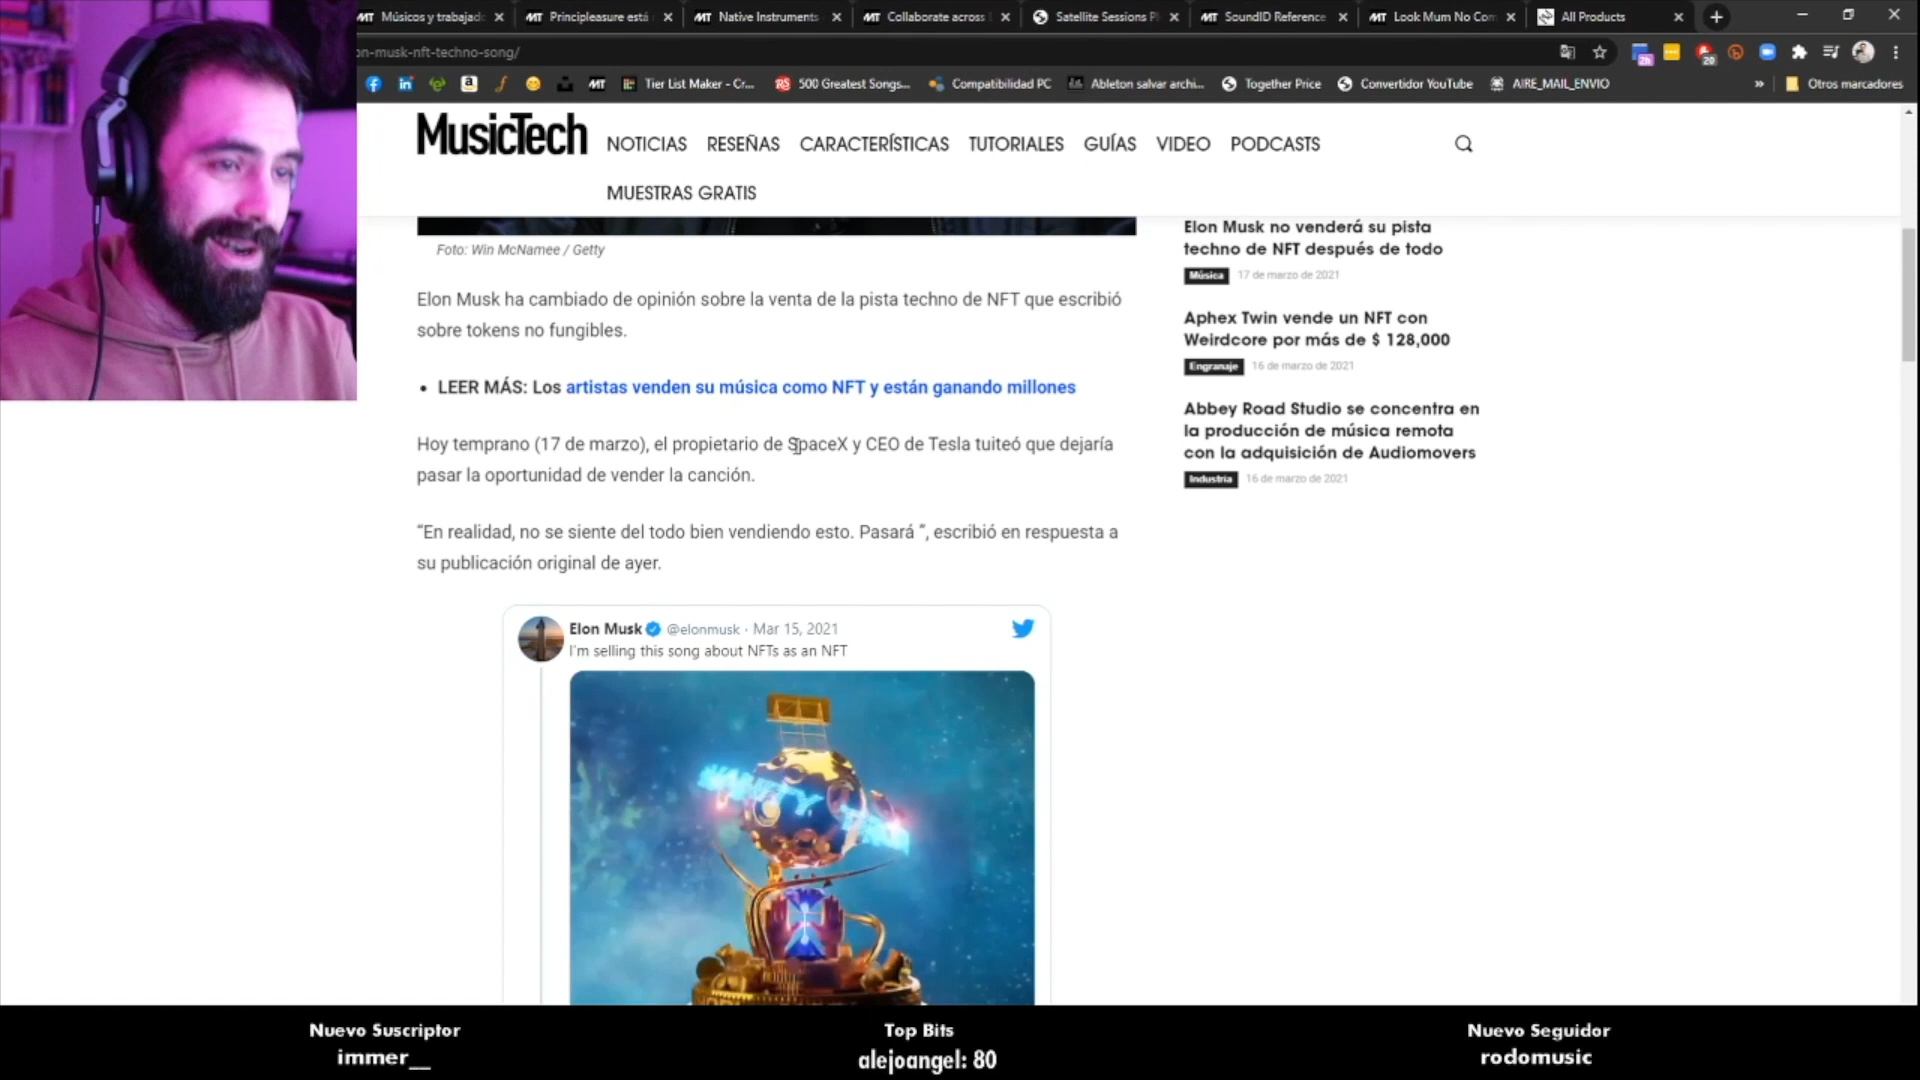 Músicos y trabajad
Principleasure está
Native Instruments
Collaborate across
Satellite Sessions P
SoundID Reference
Look Mum No Com
All Products
on-musk-nft-techno-song/
Tier List Maker - Cr...
500 Greatest Songs...
Compatibilidad PC
Ableton salvar archi...
Together Price
Convertidor YouTube
AIRE_MAIL_ENVIO
»
Otros marcadores
MusicTech
NOTICIAS RESEÑAS CARACTERÍSTICAS TUTORIALES GUÍAS VIDEO PODCASTS
MUESTRAS GRATIS
Foto: Win McNamee / Getty
Elon Musk ha cambiado de opinión sobre la venta de la pista techno de NFT que escribió
sobre tokens no fungibles.
• LEER MÁS: Los artistas venden su música como NFT y están ganando millones
Hoy temprano (17 de marzo), el propietario de SpaceX y CEO de Tesla tuiteó que dejaría
pasar la oportunidad de vender la canción.
“En realidad, no se siente del todo bien vendiendo esto. Pasará ”, escribió en respuesta a
su publicación original de ayer.
Elon Musk @elonmusk · Mar 15, 2021
I'm selling this song about NFTs as an NFT
Elon Musk no venderá su pista
techno de NFT después de todo
Música 17 de marzo de 2021
Aphex Twin vende un NFT con
Weirdcore por más de $ 128,000
Engranaje 16 de marzo de 2021
Abbey Road Studio se concentra en
la producción de música remota
con la adquisición de Audiomovers
Industria 16 de marzo de 2021
Nuevo Suscriptor
immer__
Top Bits
alejoangel: 80
Nuevo Seguidor
rodomusic